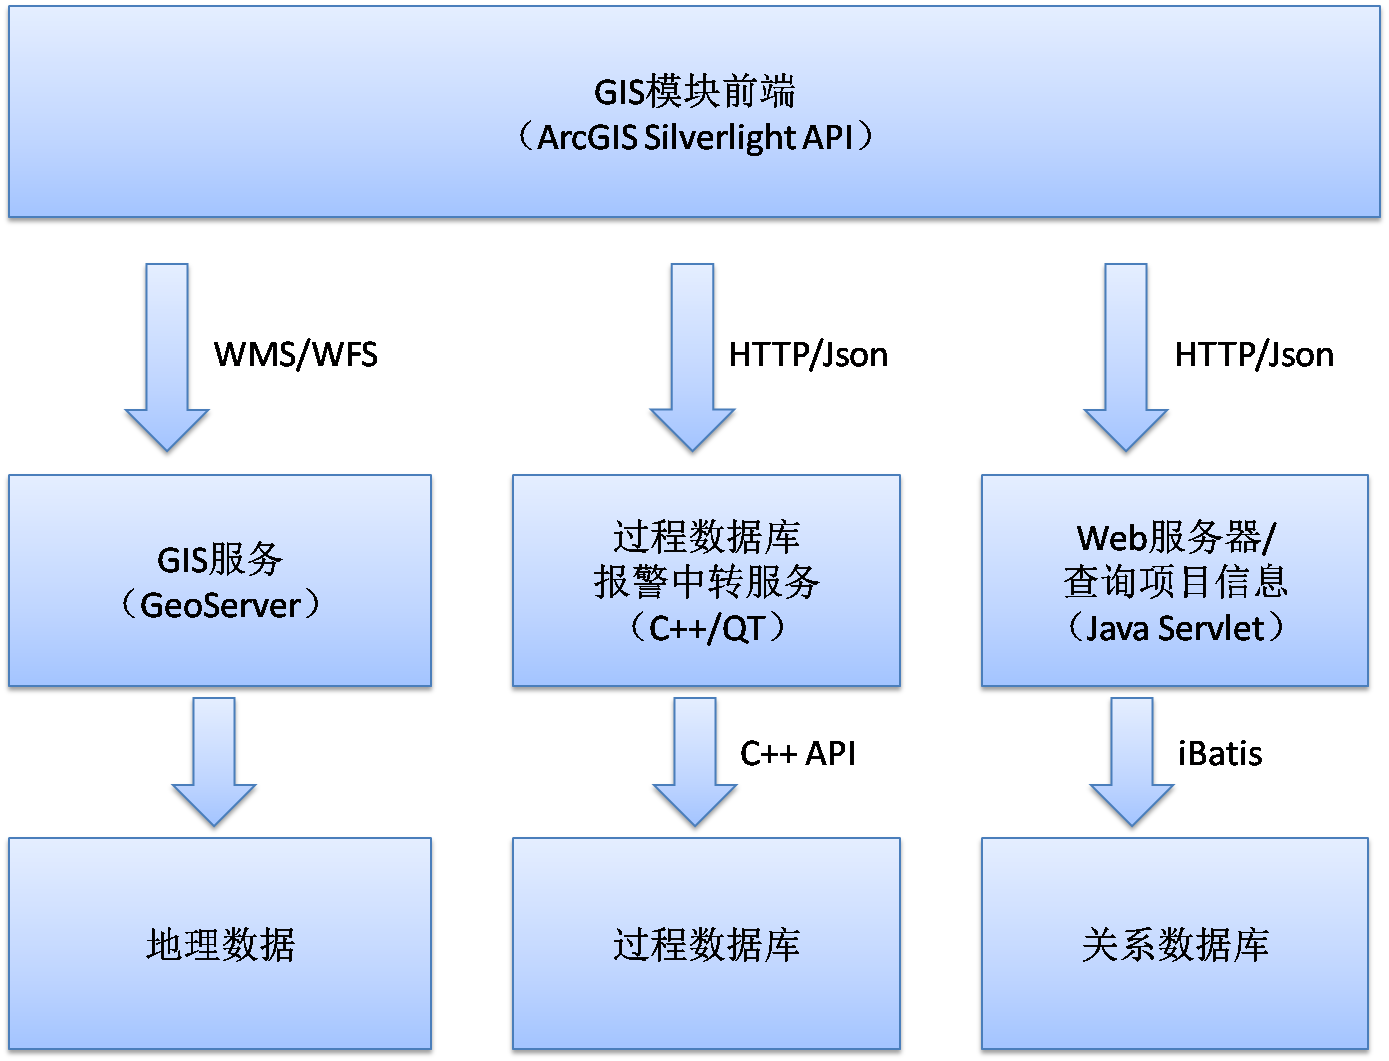 GIS模块前端
（ArcGIS Silverlight API）
WMS/WFS
HTTP/Json
HTTP/Json
GIS服务
（GeoServer）
过程数据库
报警中转服务
（C++/QT）
Web服务器/
查询项目信息
（Java Servlet）
C++ API
iBatis
地理数据
过程数据库
关系数据库